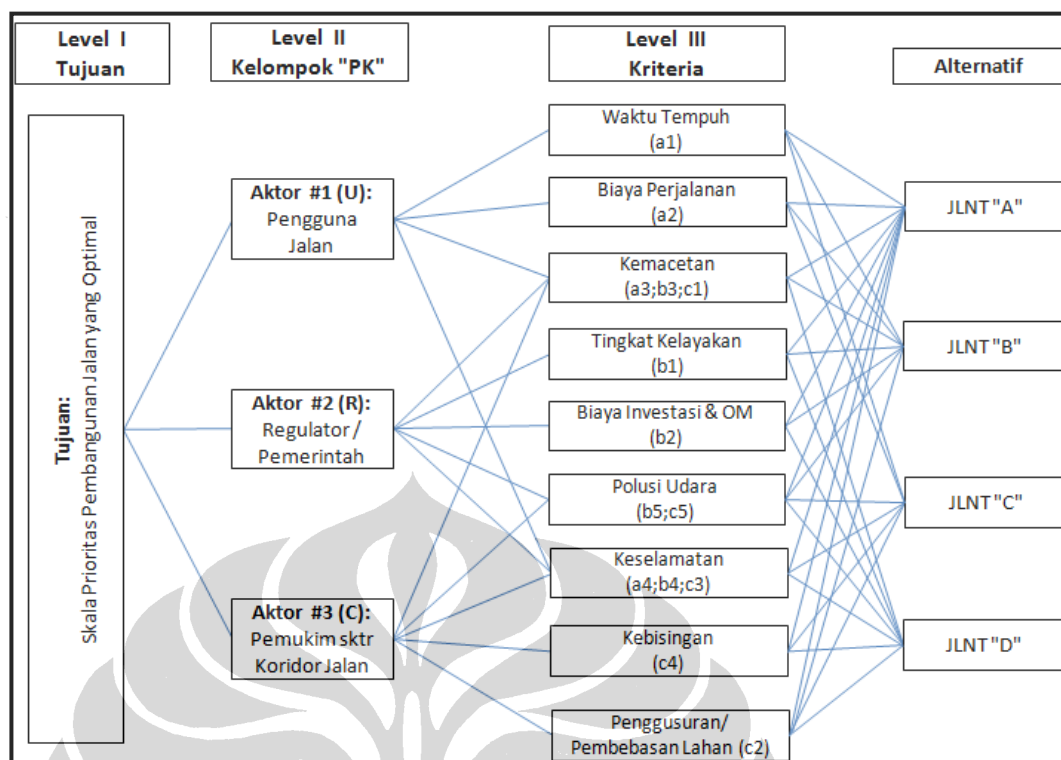 Level I
Tujuan
Level II
Kelompok "PK"
Level III
Kriteria
Alternatif
Tujuan:
Skala Prioritas Pembangunan Jalan yang Optimal
Aktor #1 (U):
Pengguna
Jalan
Aktor #2 (R):
Regulator /
Pemerintah
Aktor #3 (C):
Pemukim sktr
Koridor Jalan
Waktu Tempuh
(a1)
Biaya Perjalanan
(a2)
Kemacetan
(a3;b3;c1)
Tingkat Kelayakan
(b1)
Biaya Investasi & OM
(b2)
Polusi Udara
(b5;c5)
Keselamatan
(a4;b4;c3)
Kebisingan
(c4)
Penggusuran/
Pembebasan Lahan (c2)
JLNT "A"
JLNT "B"
JLNT "C"
JLNT "D"